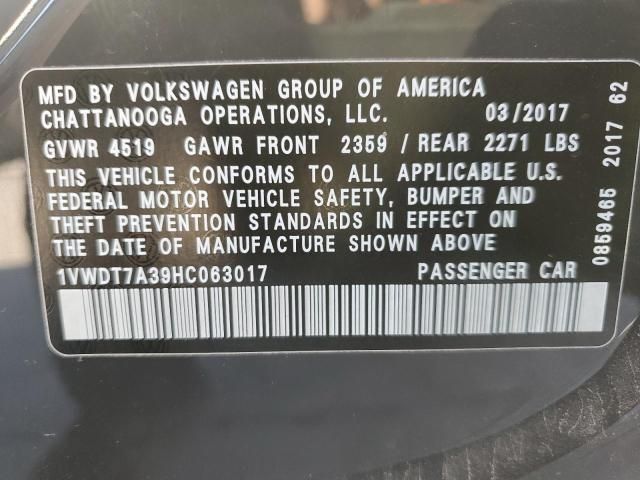 MFD BY VOLKSWAGEN GROUP OF AMERICA
CHATTANOOGA OPERATIONS, LLC. 03/2017
GVWR 4519 GAWR FRONT 2359 / REAR 2271 LBS
THIS VEHICLE CONFORMS TO ALL APPLICABLE U.S.
FEDERAL MOTOR VEHICLE SAFETY, BUMPER AND
THEFT PREVENTION STANDARDS IN EFFECT ON
THE DATE OF MANUFACTURE SHOWN ABOVE
1VWDT7A39HC063017 PASSENGER CAR
0859465 2017 62